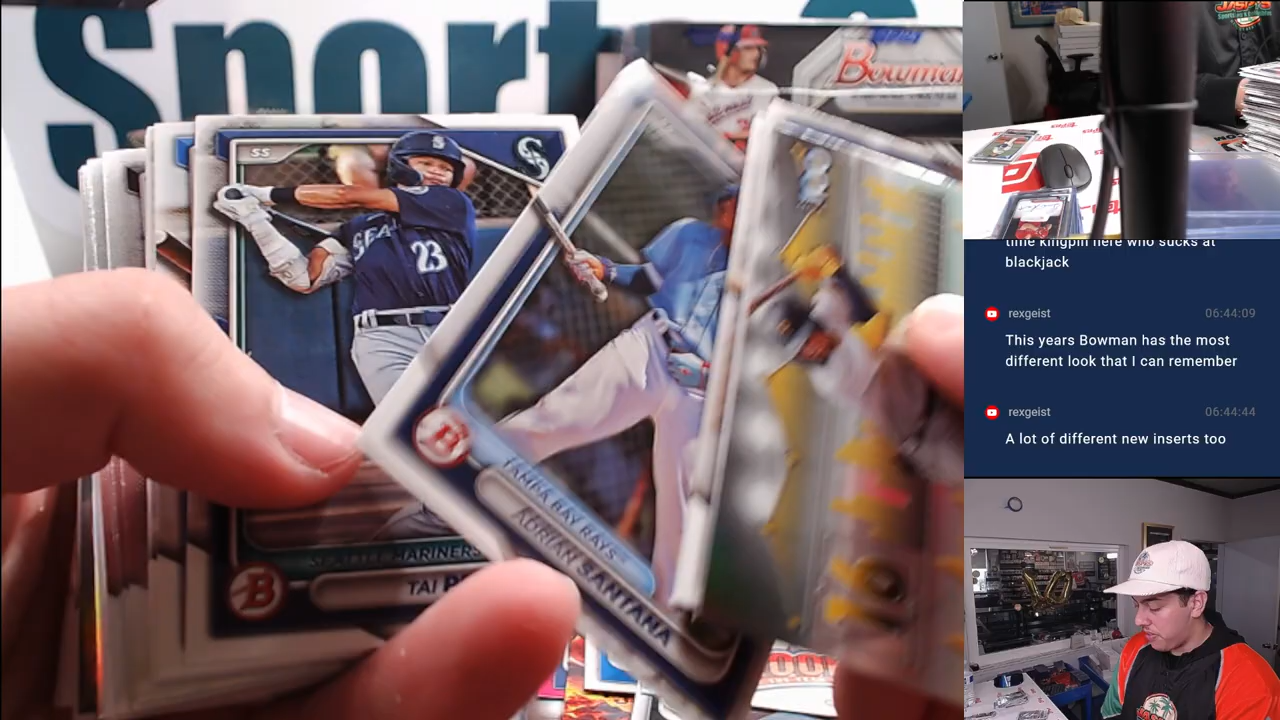 Sport
Bowman
SS
S
SEA
23
SEATTLE MARINERS
B
TAI
B
TAMPA BAY RAYS
ADRIAN SANTANA
JASPY'S
time kingpin here who sucks at
blackjack
rexgeist 06:44:09
This years Bowman has the most
different look that I can remember
rexgeist 06:44:44
A lot of different new inserts too